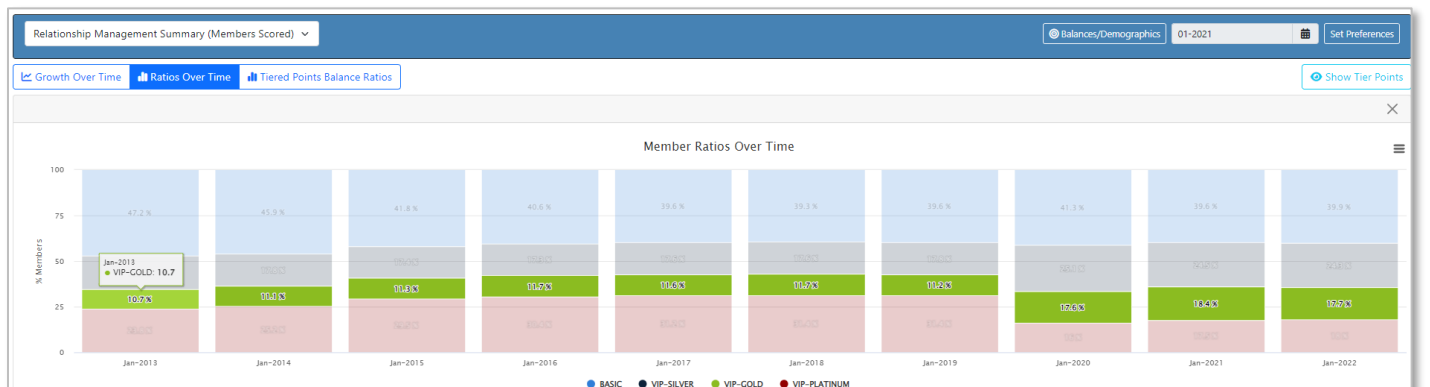 Relationship Management Summary (Members Scored)
Balances/Demographics
01-2021
Set Preferences
Growth Over Time
Ratios Over Time
Tiered Points Balance Ratios
Show Tier Points
Member Ratios Over Time
% Members
100
75
50
25
0
47.2 %
45.9 %
41.8 %
40.6 %
39.6 %
39.3 %
39.6 %
41.3 %
39.6 %
39.9 %
Jan-2013
VIP-GOLD: 10.7
10.7 %
11.1 %
11.3 %
11.7 %
11.6 %
11.7 %
11.2 %
17.6 %
18.4 %
17.7 %
Jan-2013
Jan-2014
Jan-2015
Jan-2016
Jan-2017
Jan-2018
Jan-2019
Jan-2020
Jan-2021
Jan-2022
BASIC
VIP-SILVER
VIP-GOLD
VIP-PLATINUM